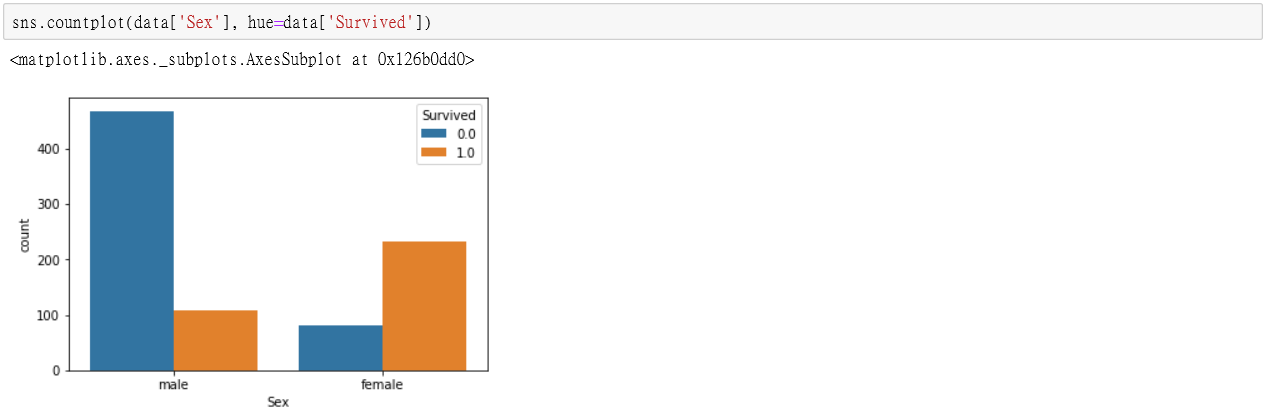 sns.countplot(data['Sex'], hue=data['Survived'])
<matplotlib.axes._subplots.AxesSubplot at 0x126b0dd0>
Survived
0.0
1.0
400
300
200
100
0
count
male female
Sex